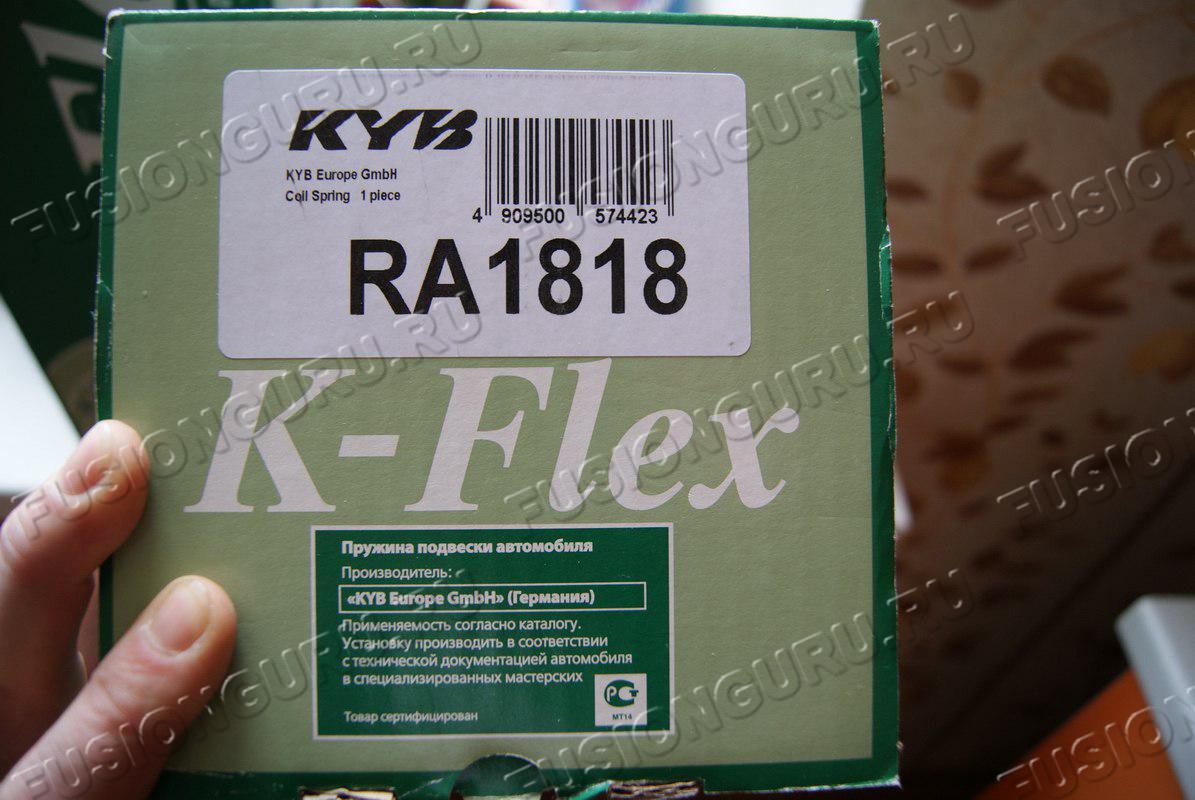 KYB
KYB Europe GmbH
Coil Spring 1 piece
4 909500 574423
RA1818
K-Flex
Пружина подвески автомобиля
Производитель:
«KYB Europe GmbH» (Германия)
Применяемость согласно каталогу.
Установку производить в соответствии
с технической документацией автомобиля
в специализированных мастерских
РСТ
МТ14
Товар сертифицирован
FUSIONGURU.RU